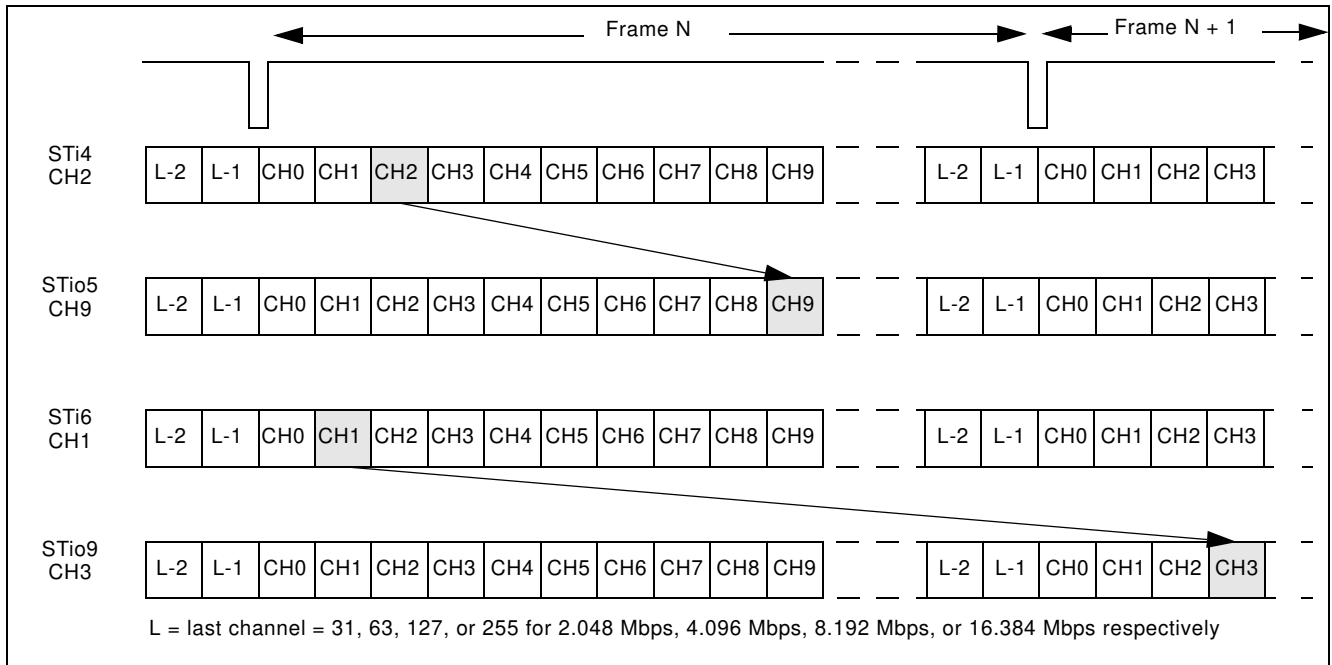 Frame N
Frame N + 1
STi4
CH2
L-2 L-1 CH0 CH1 CH2 CH3 CH4 CH5 CH6 CH7 CH8 CH9 L-2 L-1 CH0 CH1 CH2 CH3
STio5
CH9
L-2 L-1 CH0 CH1 CH2 CH3 CH4 CH5 CH6 CH7 CH8 CH9 L-2 L-1 CH0 CH1 CH2 CH3
STi6
CH1
L-2 L-1 CH0 CH1 CH2 CH3 CH4 CH5 CH6 CH7 CH8 CH9 L-2 L-1 CH0 CH1 CH2 CH3
STio9
CH3
L-2 L-1 CH0 CH1 CH2 CH3 CH4 CH5 CH6 CH7 CH8 CH9 L-2 L-1 CH0 CH1 CH2 CH3
L = last channel = 31, 63, 127, or 255 for 2.048 Mbps, 4.096 Mbps, 8.192 Mbps, or 16.384 Mbps respectively